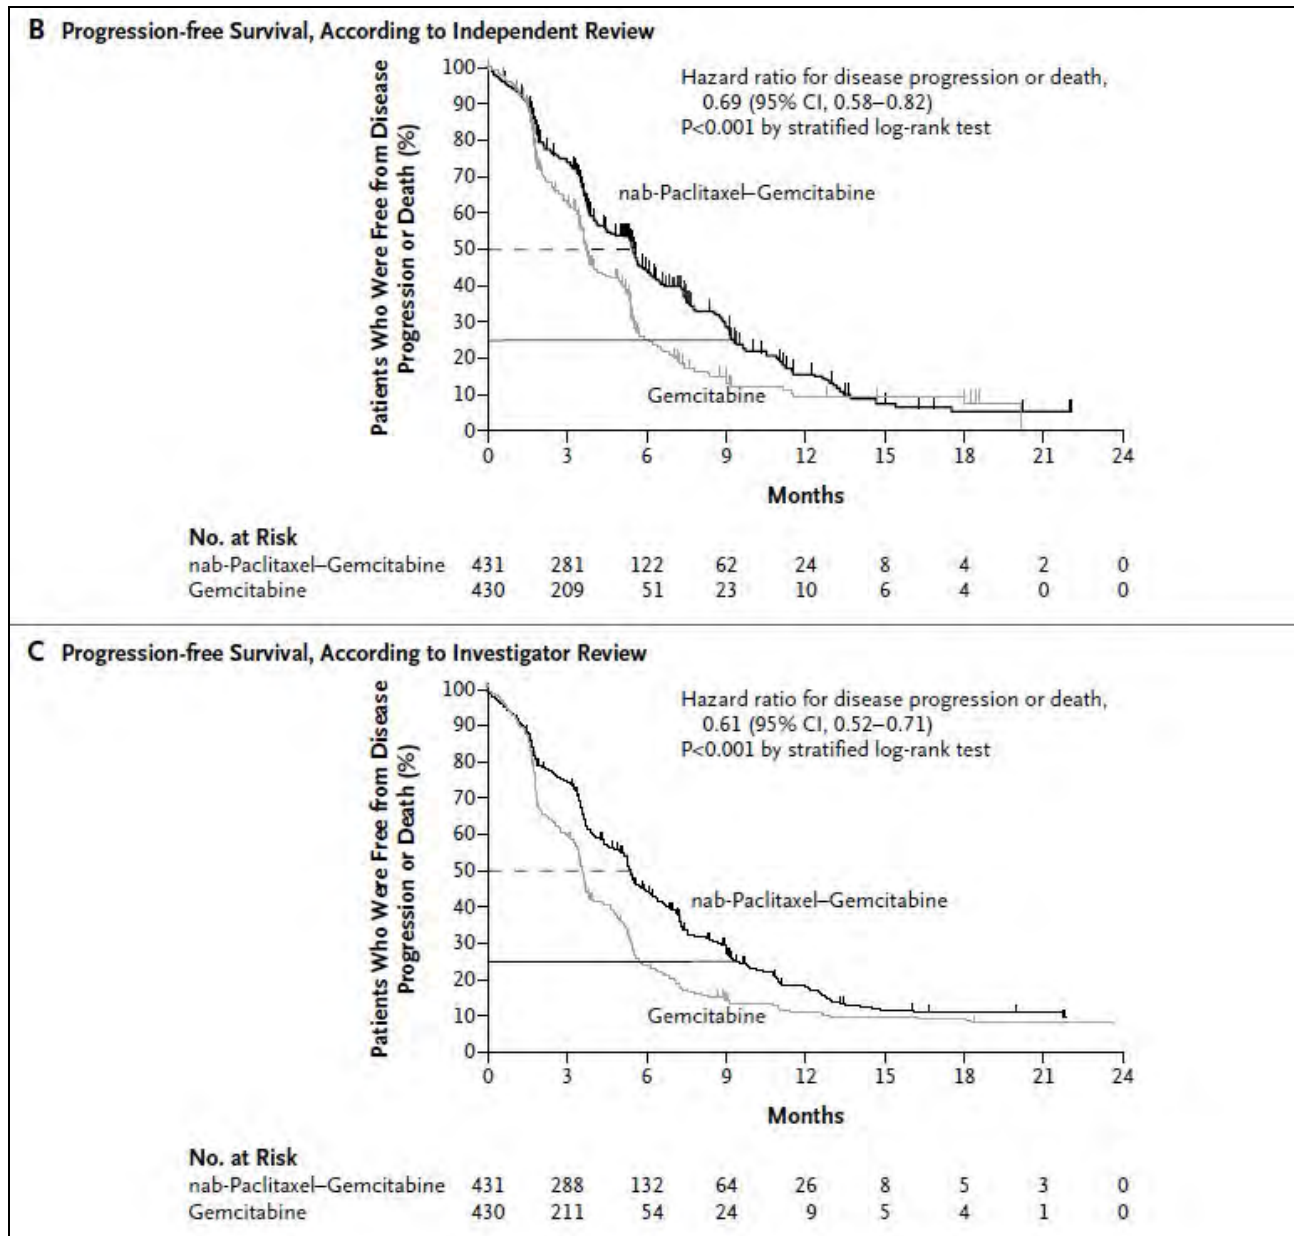 B Progression-free Survival, According to Independent Review
Patients Who Were Free from Disease
Progression or Death (%)
100
90
80
70
60
50
40
30
20
10
0
Hazard ratio for disease progression or death,
0.69 (95% CI, 0.58–0.82)
P<0.001 by stratified log-rank test
nab-Paclitaxel–Gemcitabine
Gemcitabine
0 3 6 9 12 15 18 21 24
Months
No. at Risk
nab-Paclitaxel–Gemcitabine 431 281 122 62 24 8 4 2 0
Gemcitabine 430 209 51 23 10 6 4 0 0
C Progression-free Survival, According to Investigator Review
Patients Who Were Free from Disease
Progression or Death (%)
100
90
80
70
60
50
40
30
20
10
0
Hazard ratio for disease progression or death,
0.61 (95% CI, 0.52–0.71)
P<0.001 by stratified log-rank test
nab-Paclitaxel–Gemcitabine
Gemcitabine
0 3 6 9 12 15 18 21 24
Months
No. at Risk
nab-Paclitaxel–Gemcitabine 431 288 132 64 26 8 5 3 0
Gemcitabine 430 211 54 24 9 5 4 1 0